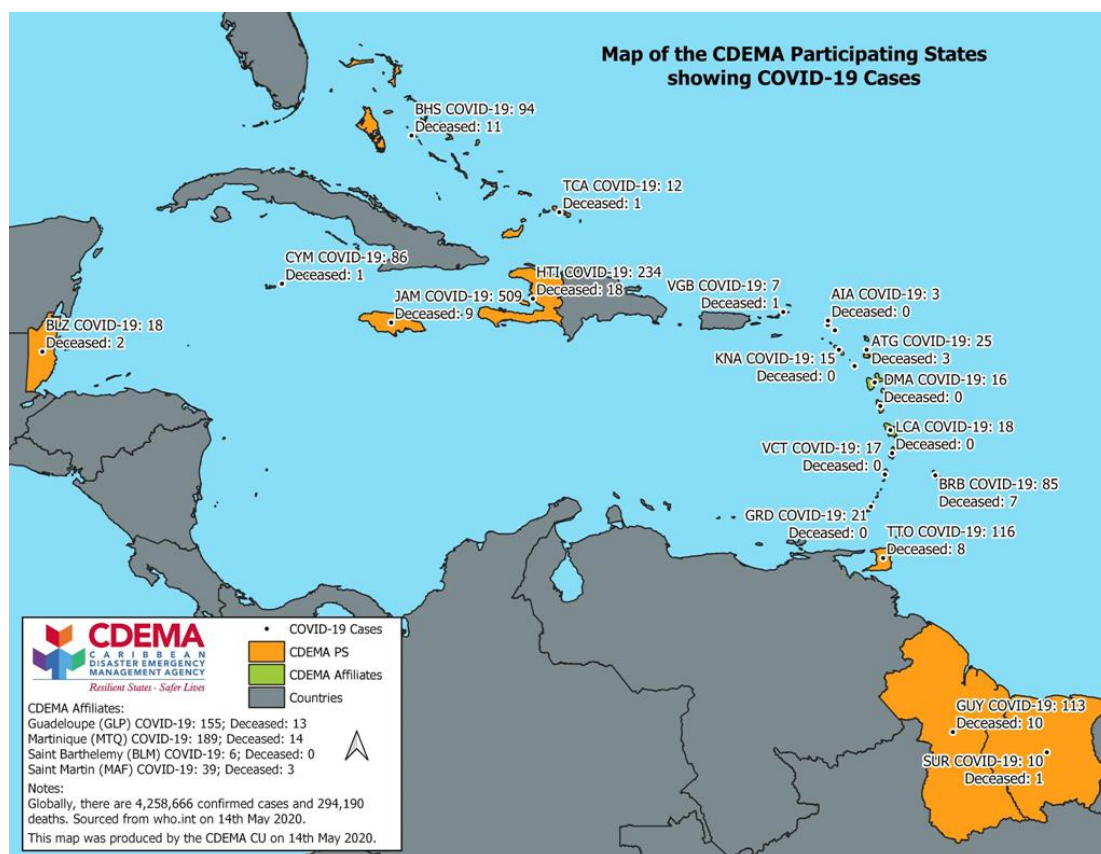 Map of the CDEMA Participating States
showing COVID-19 Cases
BHS COVID-19: 94
Deceased: 11
TCA COVID-19: 12
Deceased: 1
CYM COVID-19: 86
Deceased: 1
HTI COVID-19: 234
Deceased: 18
JAM COVID-19: 509
Deceased: 9
VGB COVID-19: 7
Deceased: 1
AIA COVID-19: 3
Deceased: 0
BLZ COVID-19: 18
Deceased: 2
KNA COVID-19: 15
Deceased: 0
ATG COVID-19: 25
Deceased: 3
DMA COVID-19: 16
Deceased: 0
LCA COVID-19: 18
Deceased: 0
VCT COVID-19: 17
Deceased: 0
BRB COVID-19: 85
Deceased: 7
GRD COVID-19: 21
Deceased: 0
TTO COVID-19: 116
Deceased: 8
GUY COVID-19: 113
Deceased: 10
SUR COVID-19: 10
Deceased: 1
CDEMA
CARIBBEAN
DISASTER EMERGENCY
MANAGEMENT AGENCY
Resilient States - Safer Lives
COVID-19 Cases
CDEMA PS
CDEMA Affiliates
Countries
CDEMA Affiliates:
Guadeloupe (GLP) COVID-19: 155; Deceased: 13
Martinique (MTQ) COVID-19: 189; Deceased: 14
Saint Barthelemy (BLM) COVID-19: 6; Deceased: 0
Saint Martin (MAF) COVID-19: 39; Deceased: 3
Notes:
Globally, there are 4,258,666 confirmed cases and 294,190
deaths. Sourced from who.int on 14th May 2020.
This map was produced by the CDEMA CU on 14th May 2020.